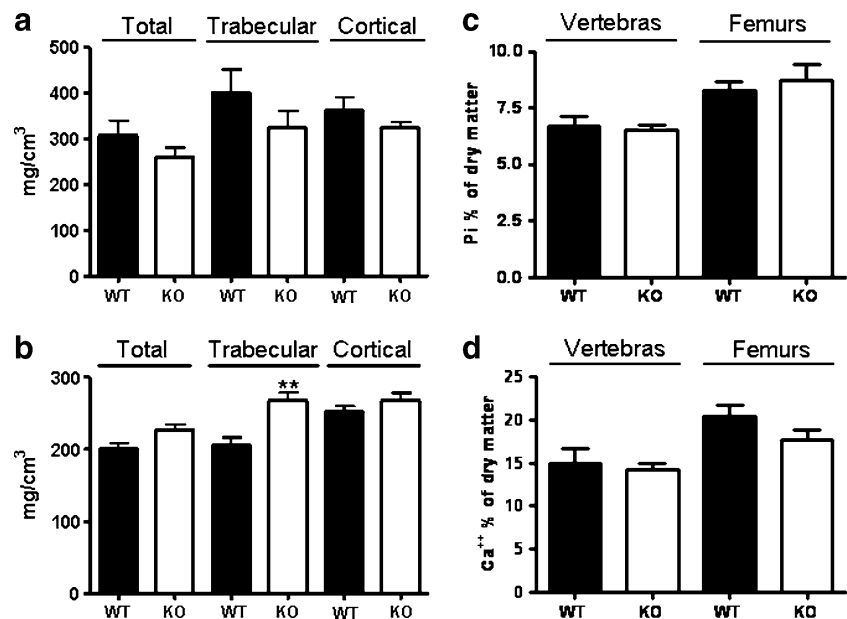 a
Total Trabecular Cortical
mg/cm³
500
400
300
200
100
0
WT KO WT KO WT KO
b
Total Trabecular Cortical
mg/cm³
300
200
100
0
**
WT KO WT KO WT KO
c
Vertebras Femurs
Pi % of dry matter
10.0
7.5
5.0
2.5
0.0
WT KO WT KO
d
Vertebras Femurs
Ca⁺⁺ % of dry matter
25
20
15
10
5
0
WT KO WT KO